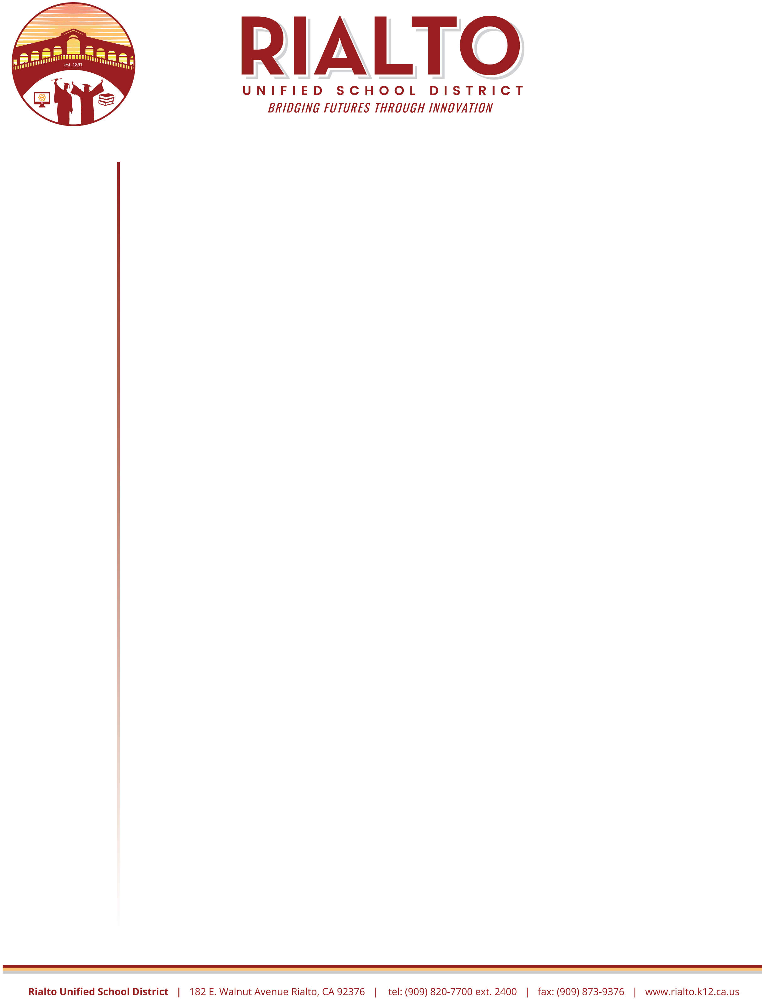 est. 1891
RIALTO
UNIFIED SCHOOL DISTRICT
BRIDGING FUTURES THROUGH INNOVATION
Rialto Unified School District | 182 E. Walnut Avenue Rialto, CA 92376 | tel: (909) 820-7700 ext. 2400 | fax: (909) 873-9376 | www.rialto.k12.ca.us